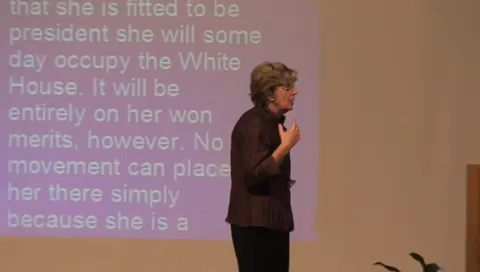 that she is fitted to be
president she will some
day occupy the White
House. It will be
entirely on her won
merits, however. No
movement can place
her there simply
because she is a